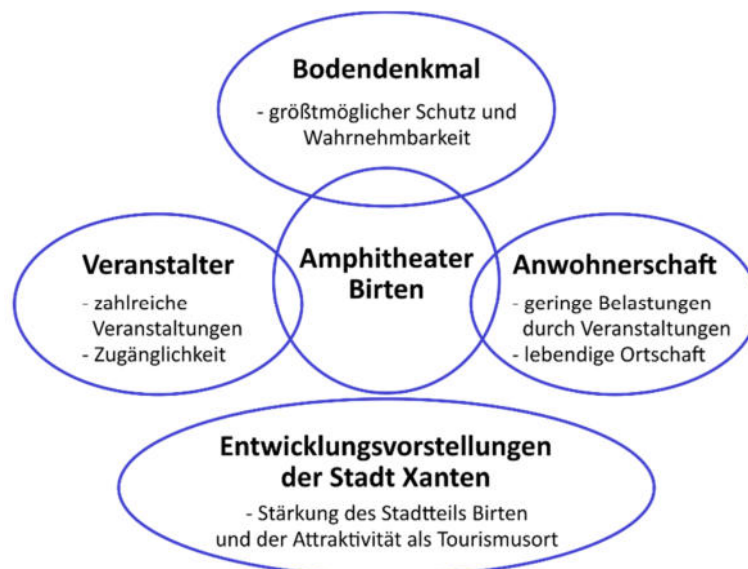 Bodendenkmal
- größtmöglicher Schutz und
Wahrnehmbarkeit
Veranstalter
- zahlreiche
Veranstaltungen
- Zugänglichkeit
Amphitheater
Birten
Anwohnerschaft
- geringe Belastungen
durch Veranstaltungen
- lebendige Ortschaft
Entwicklungsvorstellungen
der Stadt Xanten
- Stärkung des Stadtteils Birten
und der Attraktivität als Tourismusort